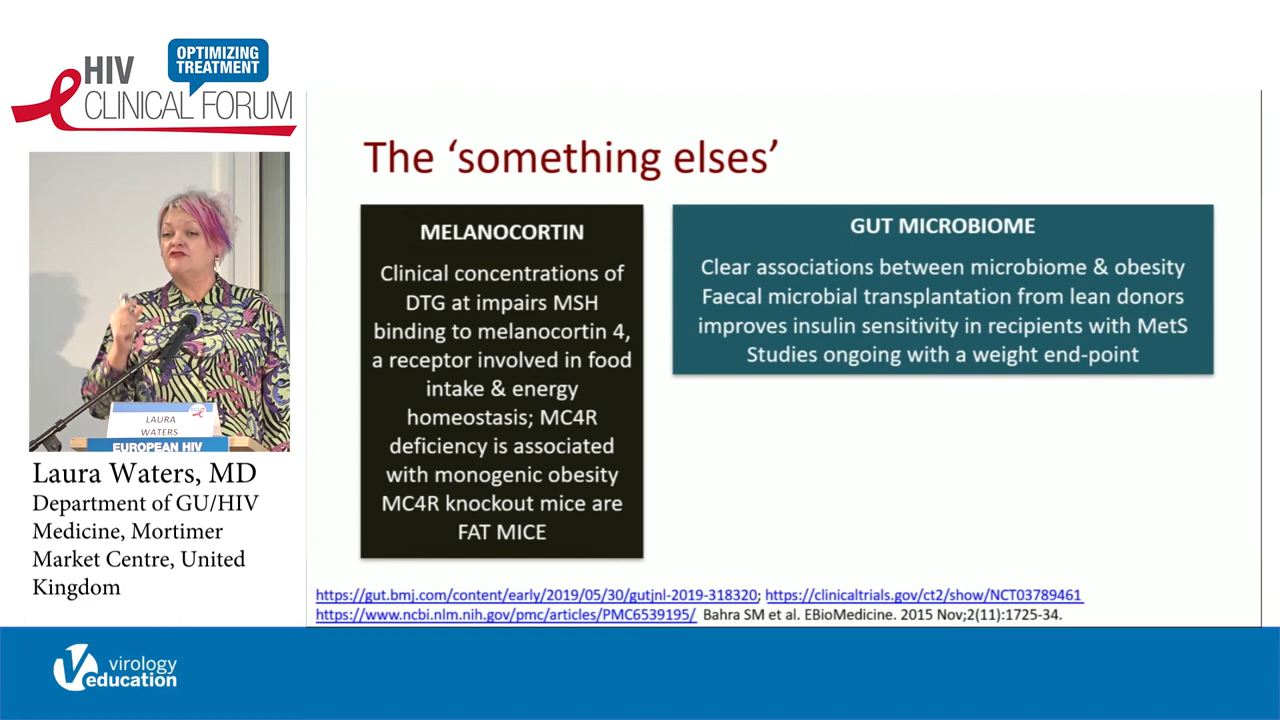 OPTIMIZING
TREATMENT
HIV
CLINICAL FORUM
The ‘something elses’
MELANOCORTIN
Clinical concentrations of
DTG at impairs MSH
binding to melanocortin 4,
a receptor involved in food
intake & energy
homeostasis; MC4R
deficiency is associated
with monogenic obesity
MC4R knockout mice are
FAT MICE
GUT MICROBIOME
Clear associations between microbiome & obesity
Faecal microbial transplantation from lean donors
improves insulin sensitivity in recipients with MetS
Studies ongoing with a weight end-point
LAURA
WATERS
EUROPEAN HIV
Laura Waters, MD
Department of GU/HIV
Medicine, Mortimer
Market Centre, United
Kingdom
https://gut.bmj.com/content/early/2019/05/30/gutjnl-2019-318320; https://clinicaltrials.gov/ct2/show/NCT03789461
https://www.ncbi.nlm.nih.gov/pmc/articles/PMC6539195/ Bahra SM et al. EBioMedicine. 2015 Nov;2(11):1725-34.
virology
education